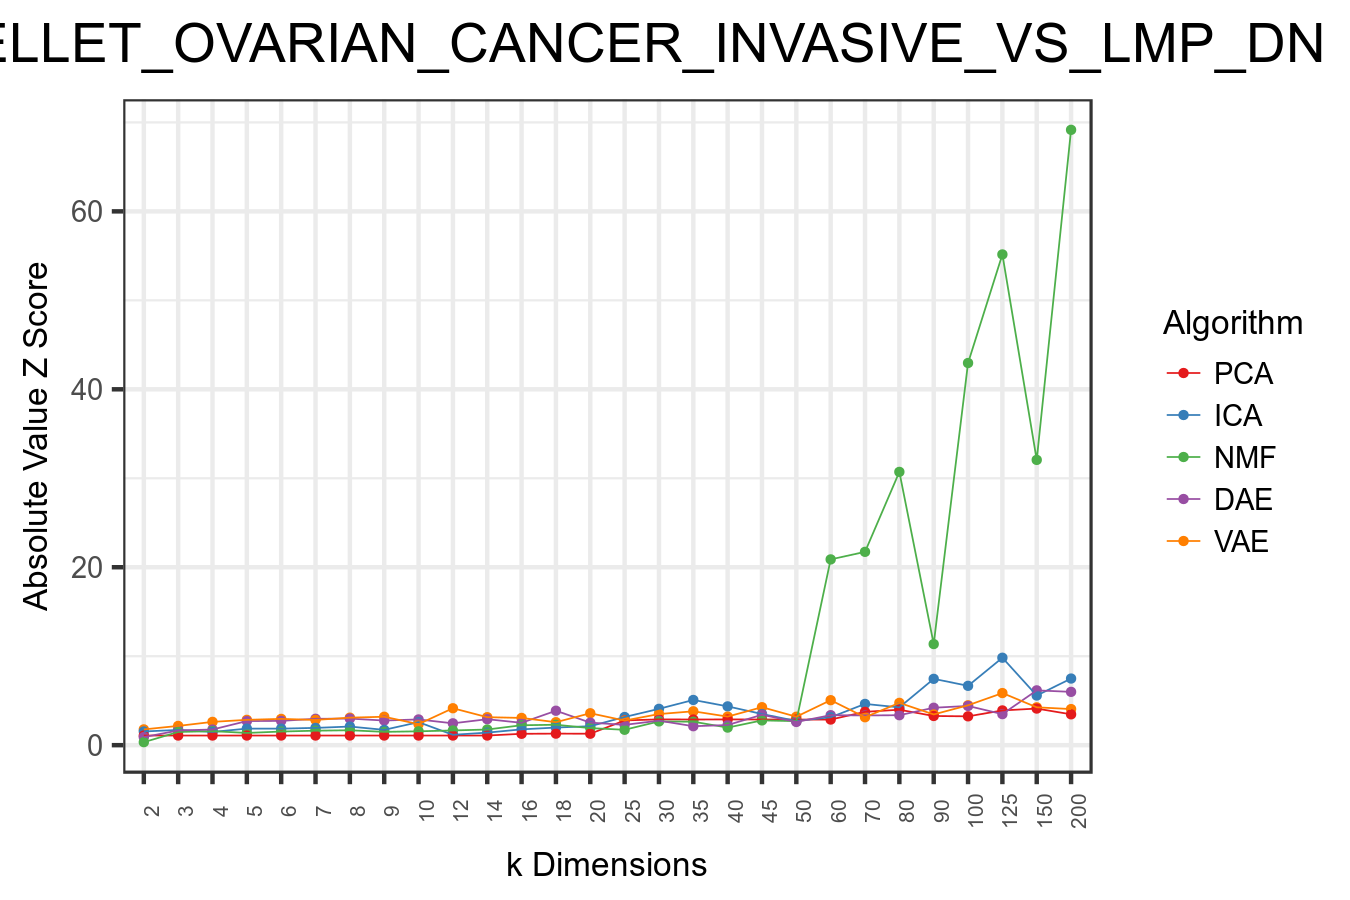 ELLET_OVARIAN_CANCER_INVASIVE_VS_LMP_DN
Absolute Value Z Score
60
40
20
0
2 3 4 5 6 7 8 9 10 12 14 16 18 20 25 30 35 40 45 50 60 70 80 90 100 125 150 200
k Dimensions
Algorithm
PCA
ICA
NMF
DAE
VAE